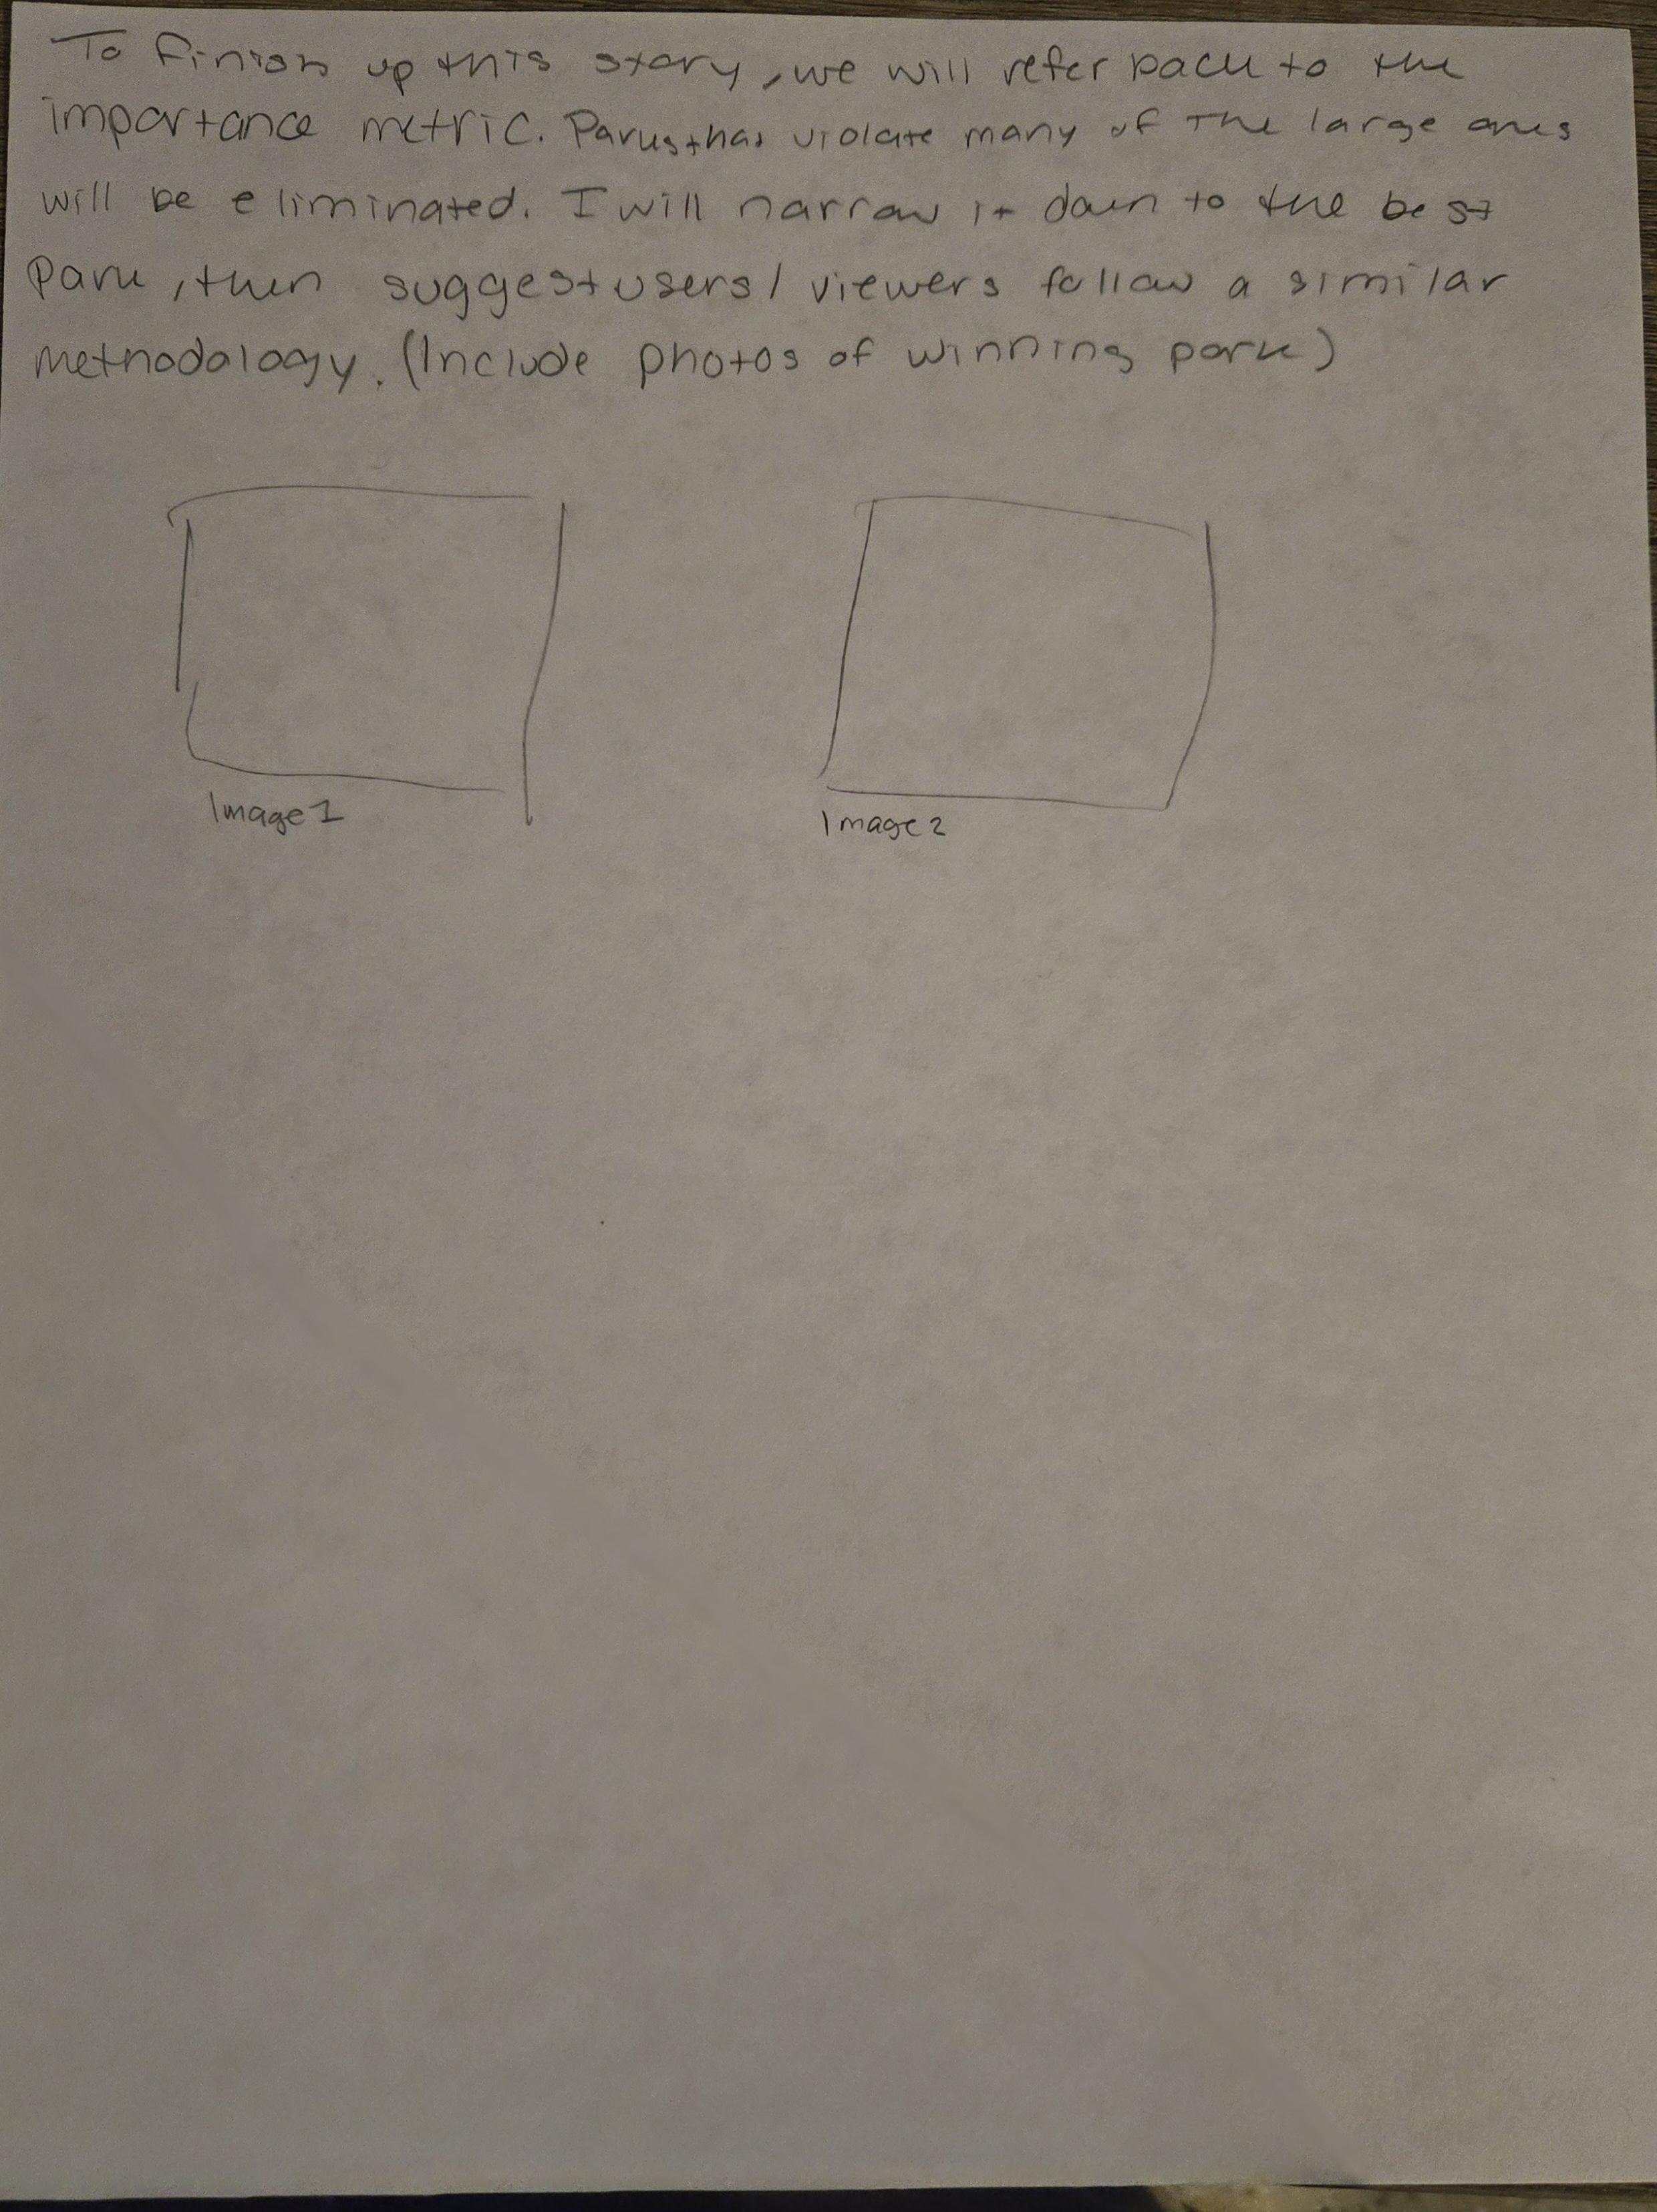 To finish up this story, we will refer back to the
importance metric. Parks that violate many of the large ones
will be eliminated. I will narrow it down to the best
Park, then suggest users/ viewers follow a similar
methodology. (Include photos of winning park)
Image 1
Image 2